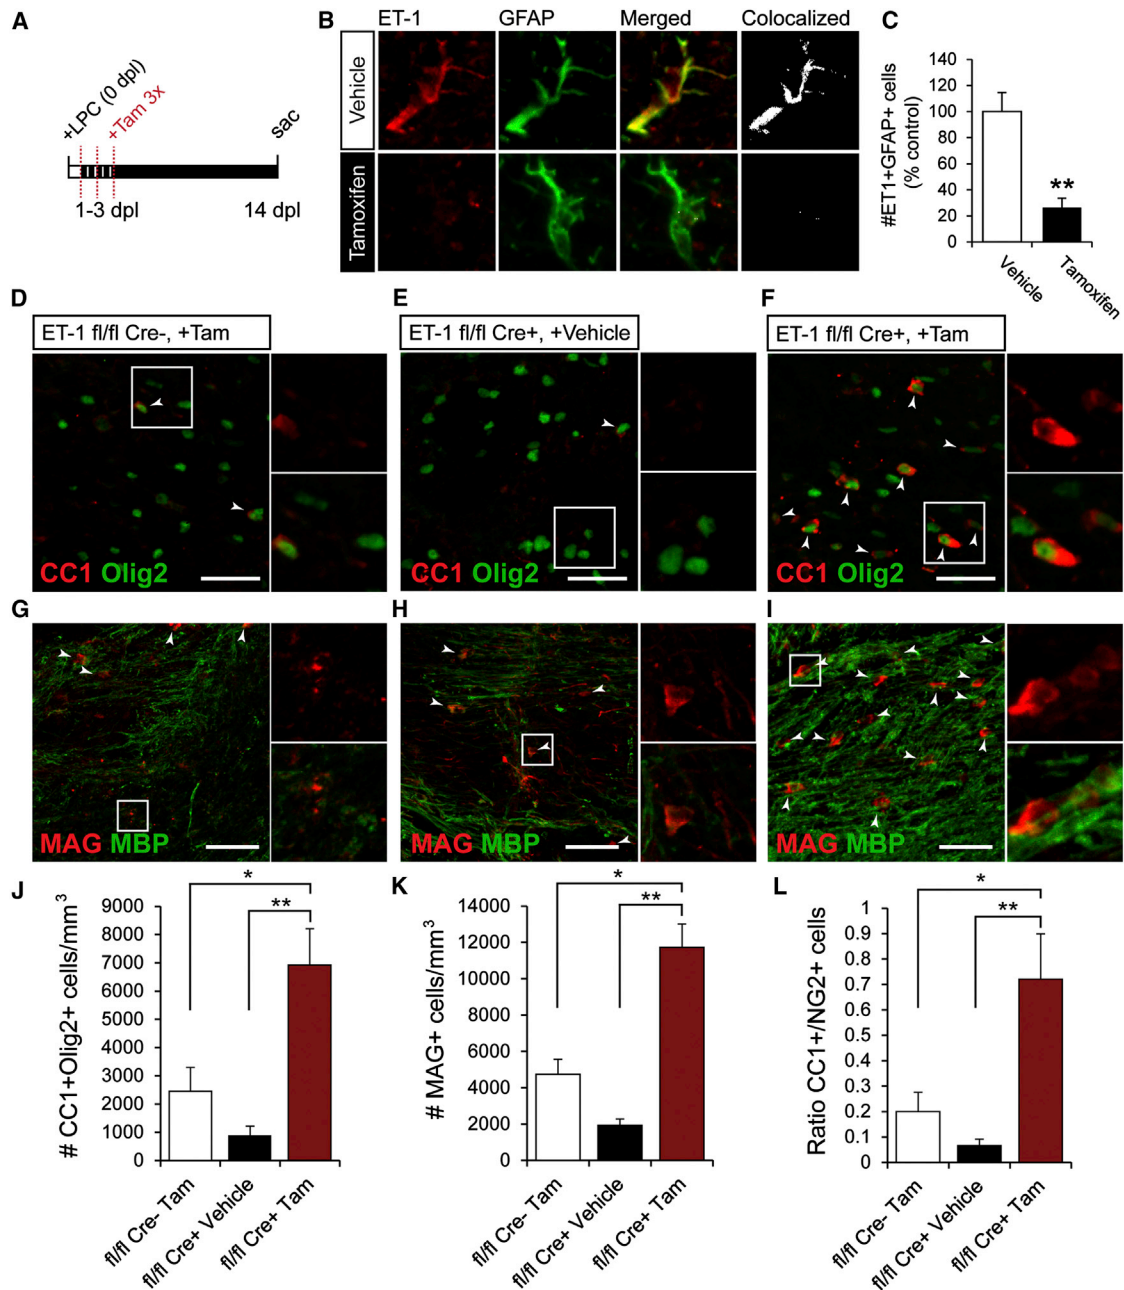 A
+LPC (0 dpl)
+Tam 3x
sac
1-3 dpl
14 dpl
B
ET-1
GFAP
Merged
Colocalized
Vehicle
Tamoxifen
C
#ET1+GFAP+ cells
(% control)
140
120
100
80
60
40
20
0
**
Vehicle
Tamoxifen
D
ET-1 fl/fl Cre-, +Tam
CC1 Olig2
E
ET-1 fl/fl Cre+, +Vehicle
CC1 Olig2
F
ET-1 fl/fl Cre+, +Tam
CC1 Olig2
G
MAG MBP
H
MAG MBP
I
MAG MBP
J
# CC1+Olig2+ cells/mm³
9000
8000
7000
6000
5000
4000
3000
2000
1000
0
*
**
fl/fl Cre- Tam
fl/fl Cre+ Vehicle
fl/fl Cre+ Tam
K
# MAG+ cells/mm³
14000
12000
10000
8000
6000
4000
2000
0
*
**
fl/fl Cre- Tam
fl/fl Cre+ Vehicle
fl/fl Cre+ Tam
L
Ratio CC1+/NG2+ cells
1
0.9
0.8
0.7
0.6
0.5
0.4
0.3
0.2
0.1
0
*
**
fl/fl Cre- Tam
fl/fl Cre+ Vehicle
fl/fl Cre+ Tam